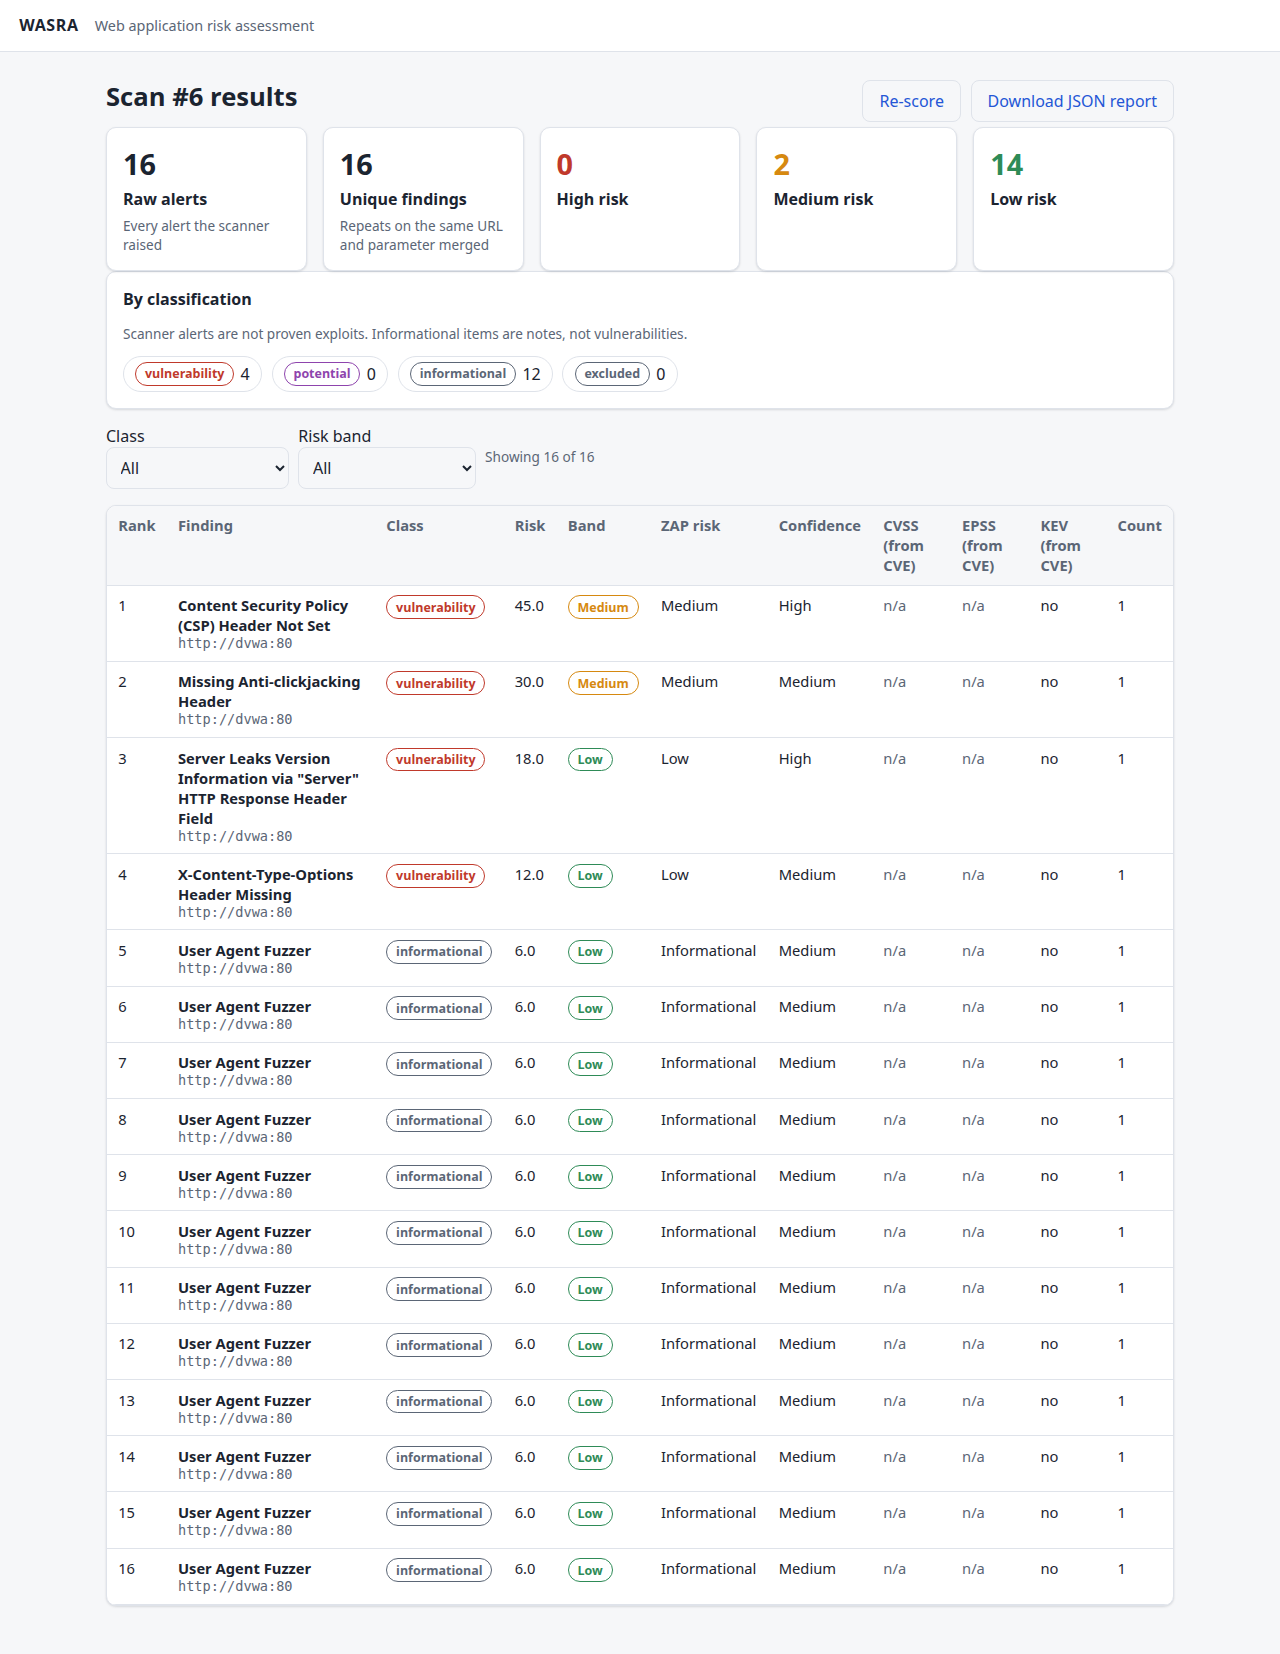 WASRA Web application risk assessment
Scan #6 results
Re-score
Download JSON report
16
Raw alerts
Every alert the scanner
raised
16
Unique findings
Repeats on the same URL
and parameter merged
0
High risk
2
Medium risk
14
Low risk
By classification
Scanner alerts are not proven exploits. Informational items are notes, not vulnerabilities.
vulnerability 4 potential 0 informational 12 excluded 0
Class
All
Risk band
All
Showing 16 of 16
Rank Finding Class Risk Band ZAP risk Confidence CVSS (from CVE) EPSS (from CVE) KEV (from CVE) Count
1 Content Security Policy vulnerability 45.0 Medium Medium High n/a n/a no 1
(CSP) Header Not Set
http://dvwa:80
2 Missing Anti-clickjacking vulnerability 30.0 Medium Medium Medium n/a n/a no 1
Header
http://dvwa:80
3 Server Leaks Version vulnerability 18.0 Low Low High n/a n/a no 1
Information via "Server"
HTTP Response Header
Field
http://dvwa:80
4 X-Content-Type-Options vulnerability 12.0 Low Low Medium n/a n/a no 1
Header Missing
http://dvwa:80
5 User Agent Fuzzer informational 6.0 Low Informational Medium n/a n/a no 1
http://dvwa:80
6 User Agent Fuzzer informational 6.0 Low Informational Medium n/a n/a no 1
http://dvwa:80
7 User Agent Fuzzer informational 6.0 Low Informational Medium n/a n/a no 1
http://dvwa:80
8 User Agent Fuzzer informational 6.0 Low Informational Medium n/a n/a no 1
http://dvwa:80
9 User Agent Fuzzer informational 6.0 Low Informational Medium n/a n/a no 1
http://dvwa:80
10 User Agent Fuzzer informational 6.0 Low Informational Medium n/a n/a no 1
http://dvwa:80
11 User Agent Fuzzer informational 6.0 Low Informational Medium n/a n/a no 1
http://dvwa:80
12 User Agent Fuzzer informational 6.0 Low Informational Medium n/a n/a no 1
http://dvwa:80
13 User Agent Fuzzer informational 6.0 Low Informational Medium n/a n/a no 1
http://dvwa:80
14 User Agent Fuzzer informational 6.0 Low Informational Medium n/a n/a no 1
http://dvwa:80
15 User Agent Fuzzer informational 6.0 Low Informational Medium n/a n/a no 1
http://dvwa:80
16 User Agent Fuzzer informational 6.0 Low Informational Medium n/a n/a no 1
http://dvwa:80